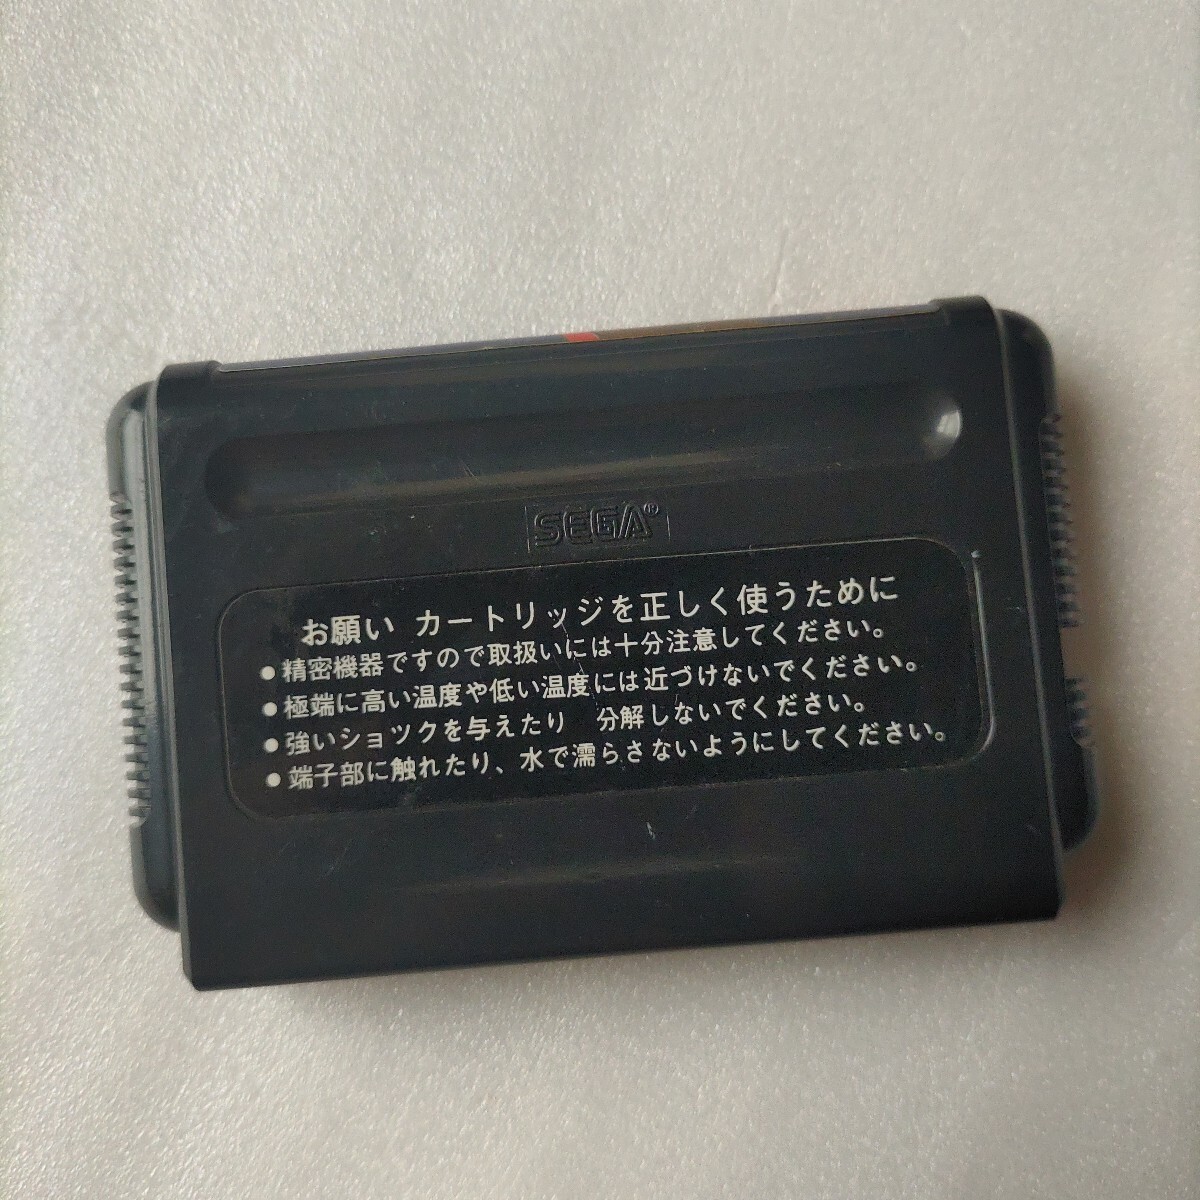 SEGA®
お願い カートリッジを正しく使うために
●精密機器ですので取扱いには十分注意してください。
●極端に高い温度や低い温度には近づけないでください。
●強いショックを与えたり 分解しないでください。
●端子部に触れたり、水で濡らさないようにしてください。